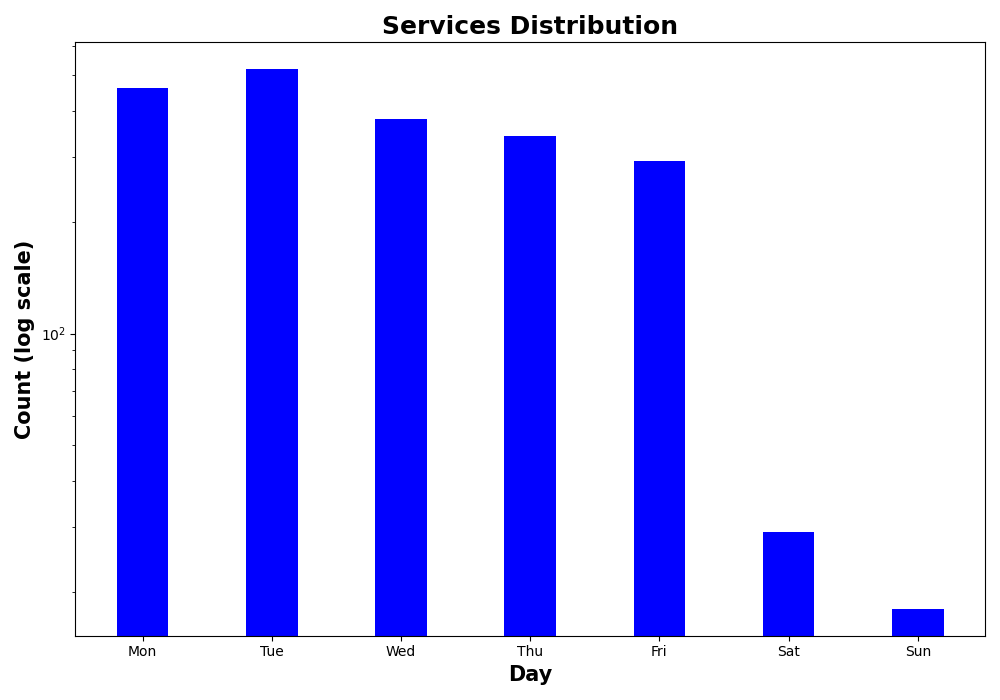 Services Distribution
Count (log scale)
10²
Mon Tue Wed Thu Fri Sat Sun
Day